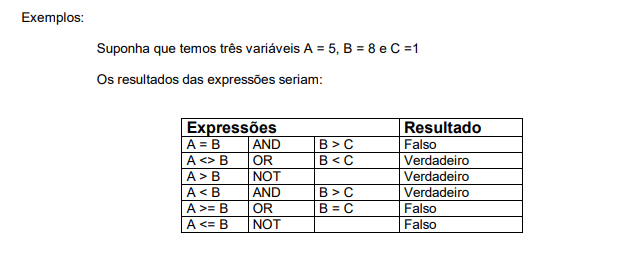 Exemplos:
Suponha que temos três variáveis A = 5, B = 8 e C =1
Os resultados das expressões seriam:
Expressões Resultado
A = B AND B > C Falso
A <> B OR B < C Verdadeiro
A > B NOT Verdadeiro
A < B AND B > C Verdadeiro
A >= B OR B = C Falso
A <= B NOT Falso